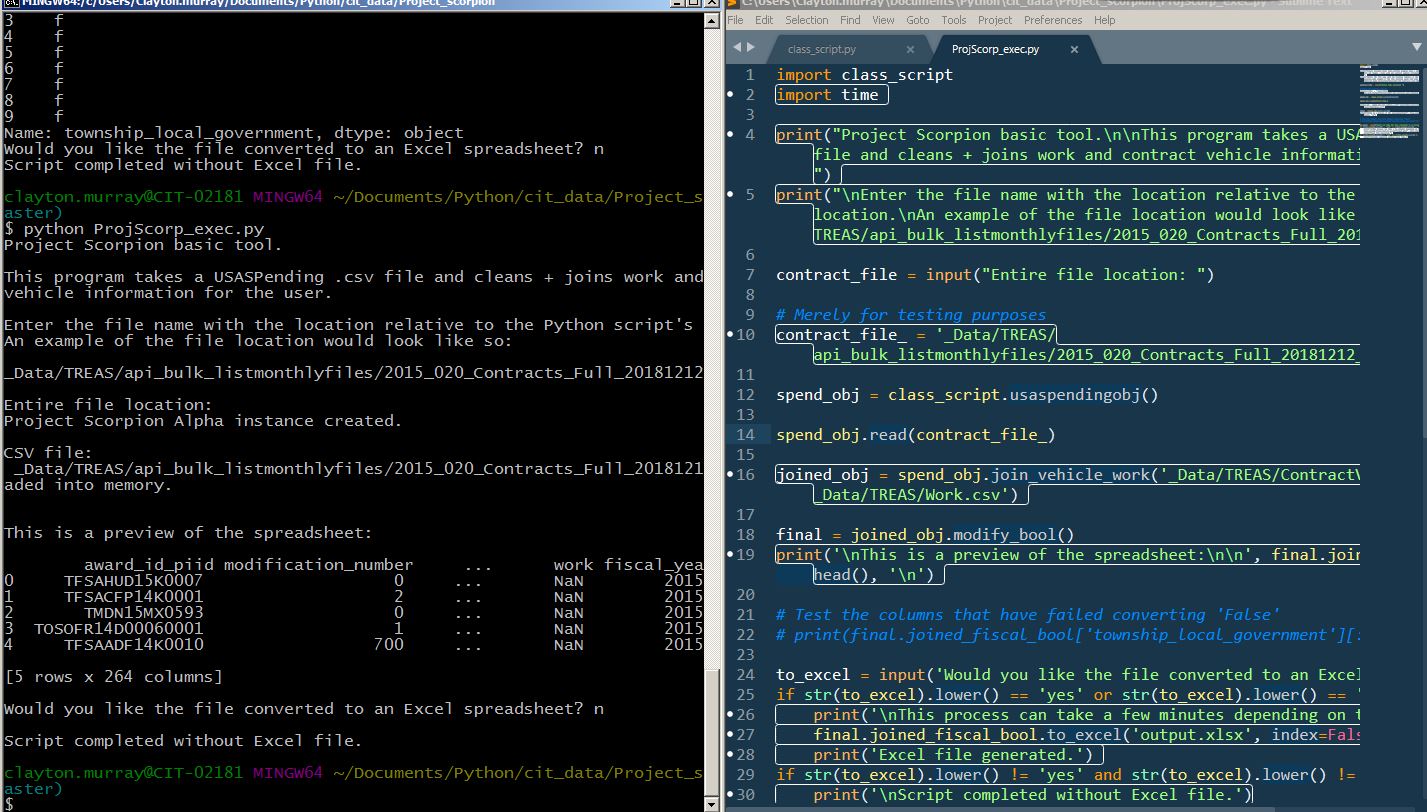 MINGW64:/c/Users/Clayton.murray/Documents/Python/cit_data/Project_scorpion
3 f
4 f
5 f
6 f
7 f
8 f
9 f
Name: township_local_government, dtype: object
Would you like the file converted to an Excel spreadsheet? n
Script completed without Excel file.
clayton.murray@CIT-02181 MINGW64 ~/Documents/Python/cit_data/Project_s
aster)
$ python ProjScorp_exec.py
Project Scorpion basic tool.
This program takes a USASPending .csv file and cleans + joins work and
vehicle information for the user.
Enter the file name with the location relative to the Python script's
An example of the file location would look like so:
_Data/TREAS/api_bulk_listmonthlyfiles/2015_020_Contracts_Full_20181212
Entire file location:
Project Scorpion Alpha instance created.
CSV file:
_Data/TREAS/api_bulk_listmonthlyfiles/2015_020_Contracts_Full_2018121
aded into memory.
This is a preview of the spreadsheet:
award_id_piid modification_number ... work fiscal_yea
0 TFSAHUD15K0007 0 ... NaN 2015
1 TFSACFP14K0001 2 ... NaN 2015
2 TMDN15MX0593 0 ... NaN 2015
3 TOSOFR14D00060001 1 ... NaN 2015
4 TFSAADF14K0010 700 ... NaN 2015
[5 rows x 264 columns]
Would you like the file converted to an Excel spreadsheet? n
Script completed without Excel file.
clayton.murray@CIT-02181 MINGW64 ~/Documents/Python/cit_data/Project_s
aster)
$
C:\Users\Clayton.murray\Documents\Python\cit_data\Project_scorpion\ProjScorp_exec.py - Sublime Text
File Edit Selection Find View Goto Tools Project Preferences Help
class_script.py × ProjScorp_exec.py ×
1 import class_script
2 import time
3
4 print("Project Scorpion basic tool.\n\nThis program takes a USA
file and cleans + joins work and contract vehicle informati
")
5 print("\nEnter the file name with the location relative to the
location.\nAn example of the file location would look like
TREAS/api_bulk_listmonthlyfiles/2015_020_Contracts_Full_201
6
7 contract_file = input("Entire file location: ")
8
9 # Merely for testing purposes
10 contract_file_ = '_Data/TREAS/
api_bulk_listmonthlyfiles/2015_020_Contracts_Full_20181212_
11
12 spend_obj = class_script.usaspendingobj()
13
14 spend_obj.read(contract_file_)
15
16 joined_obj = spend_obj.join_vehicle_work('_Data/TREAS/ContractV
_Data/TREAS/Work.csv')
17
18 final = joined_obj.modify_bool()
19 print('\nThis is a preview of the spreadsheet:\n\n', final.join
head(), '\n')
20
21 # Test the columns that have failed converting 'False'
22 # print(final.joined_fiscal_bool['township_local_government'][:
23
24 to_excel = input('Would you like the file converted to an Excel
25 if str(to_excel).lower() == 'yes' or str(to_excel).lower() == '
26 print('\nThis process can take a few minutes depending on t
27 final.joined_fiscal_bool.to_excel('output.xlsx', index=Fals
28 print('Excel file generated.')
29 if str(to_excel).lower() != 'yes' and str(to_excel).lower() !=
30 print('\nScript completed without Excel file.')